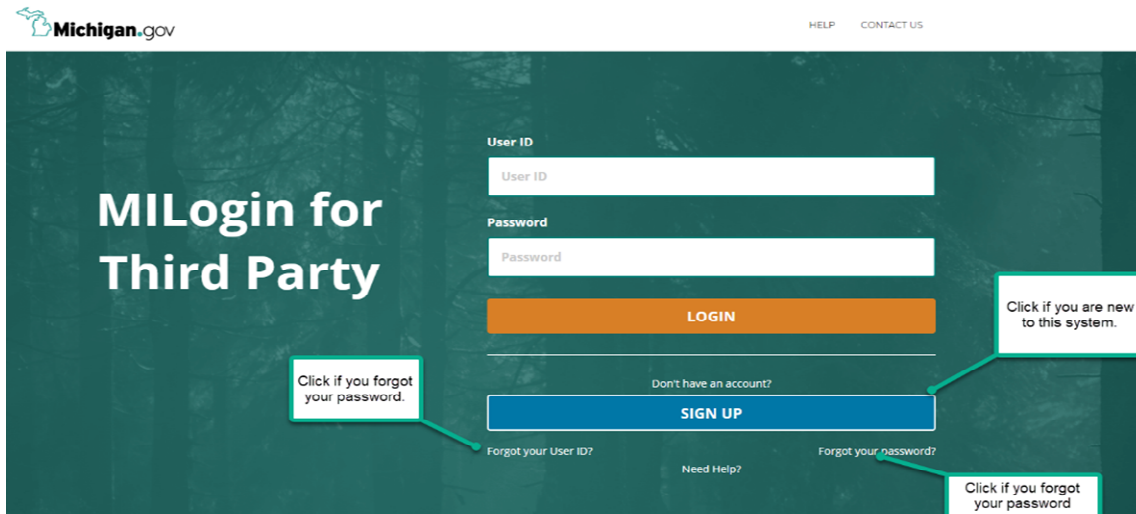 Michigan.gov
HELP CONTACT US
User ID
User ID
MILogin for
Third Party
Password
Password
LOGIN
Click if you are new
to this system.
Click if you forgot
your password.
Don't have an account?
SIGN UP
Forgot your User ID?
Forgot your password?
Need Help?
Click if you forgot
your password